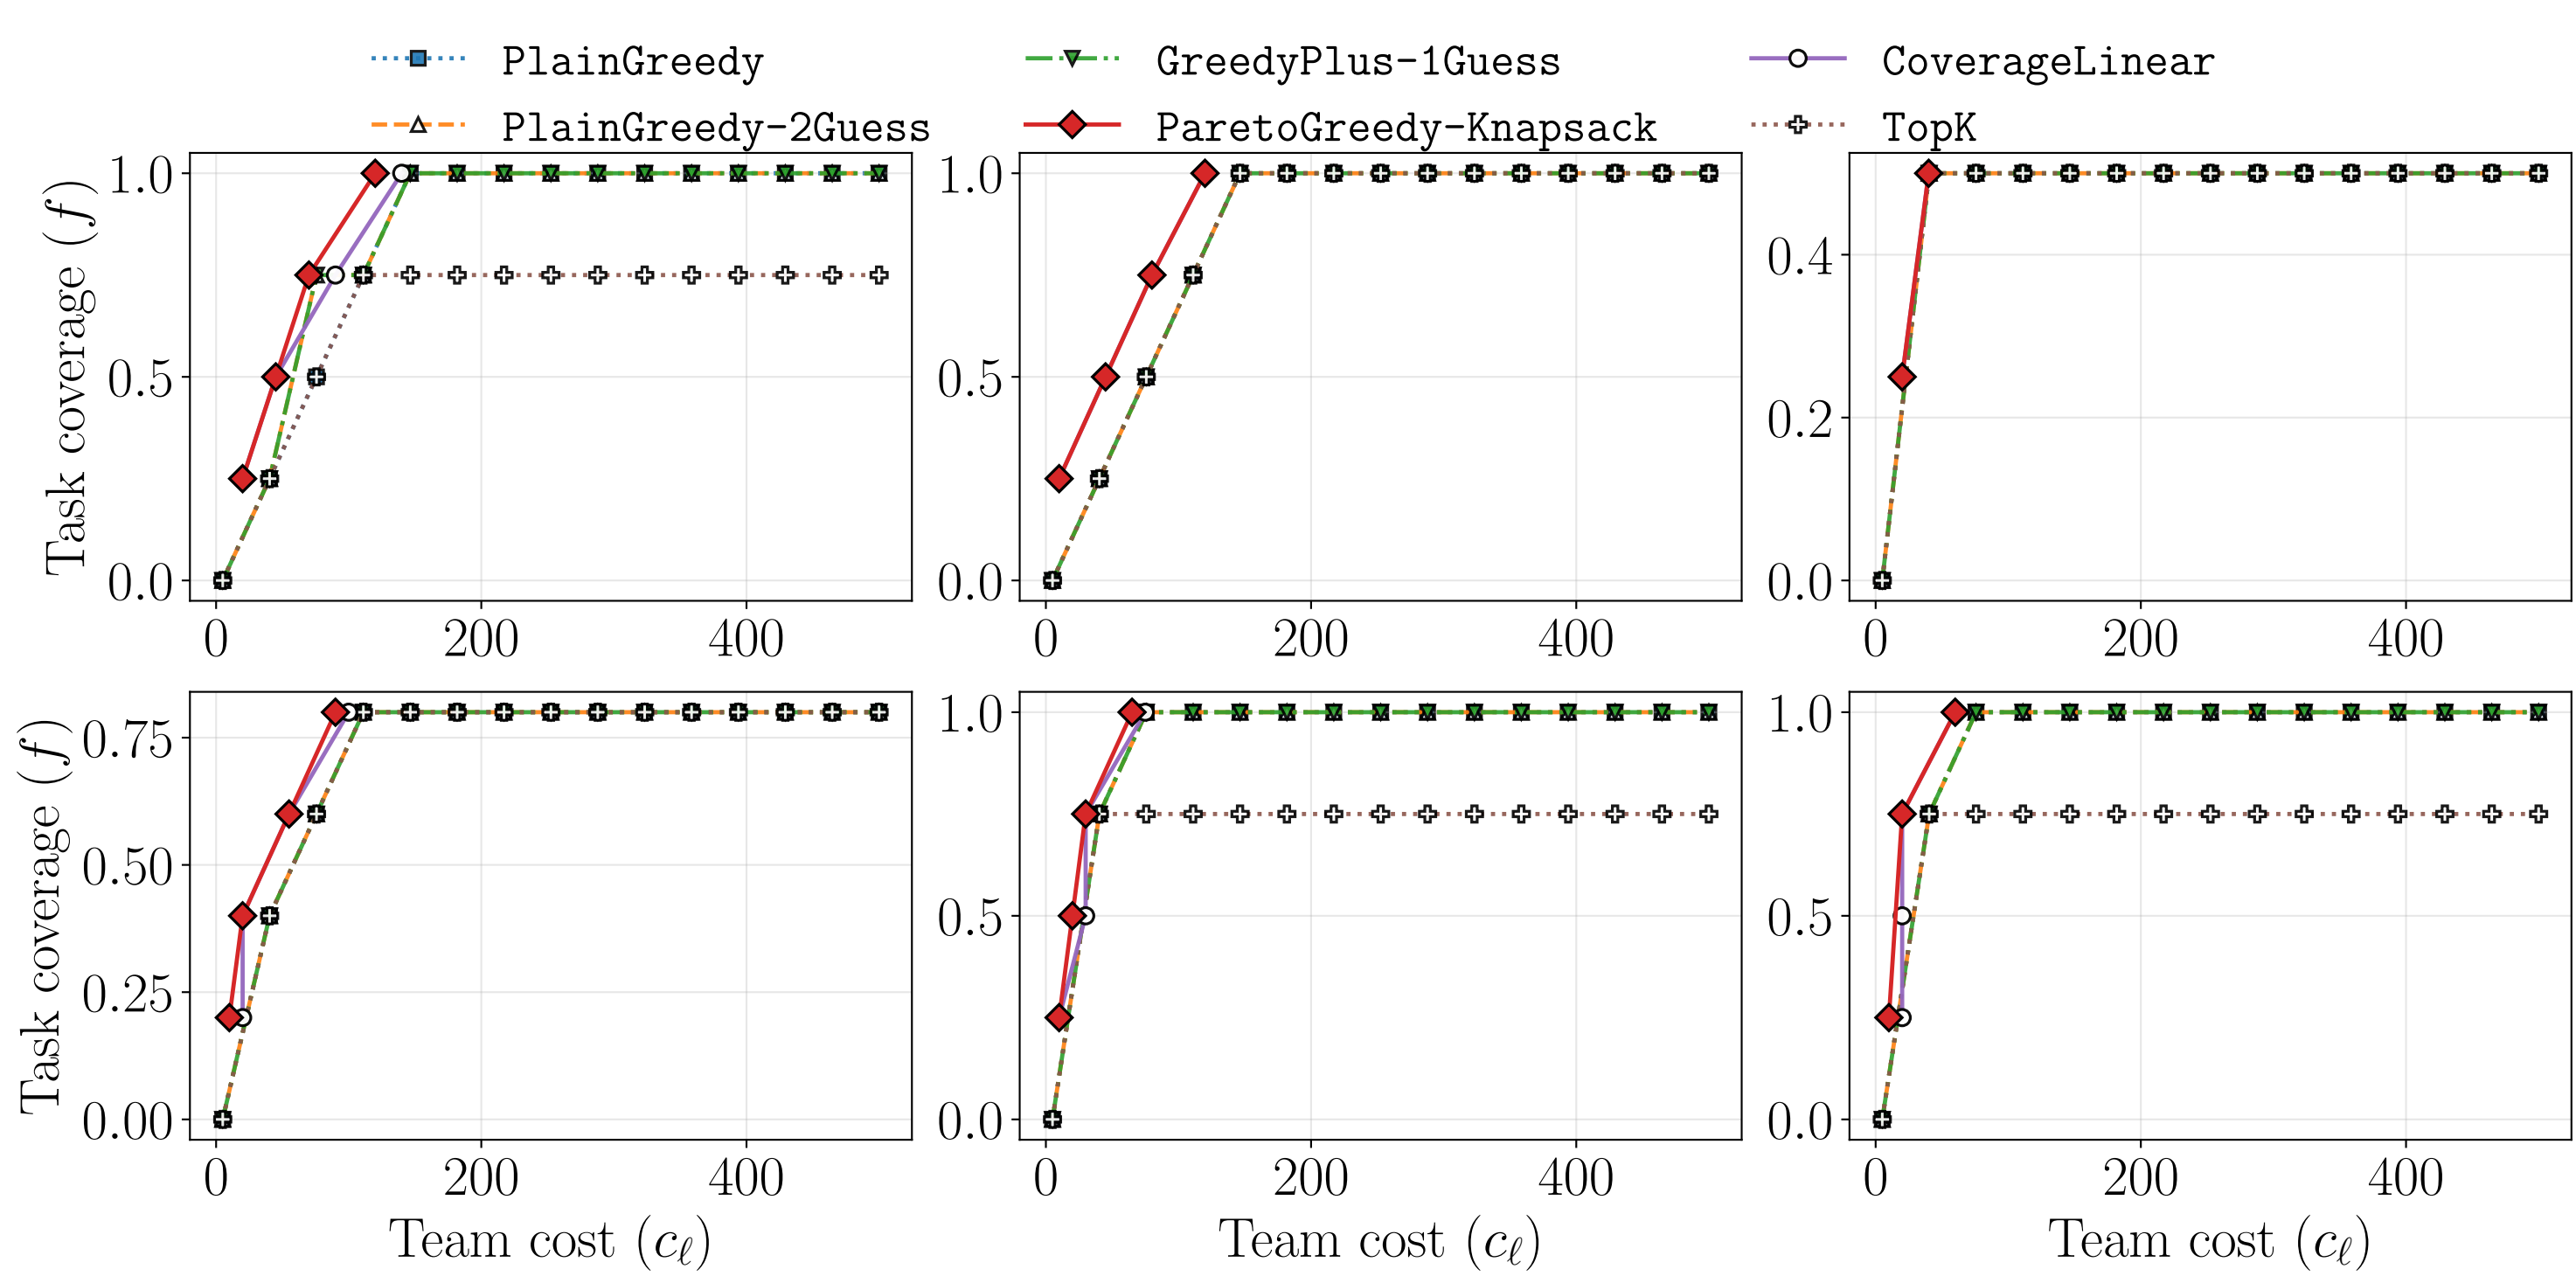 PlainGreedy GreedyPlus-1Guess CoverageLinear
PlainGreedy-2Guess ParetoGreedy-Knapsack TopK
Task coverage (f)
1.0
0.5
0.0
0 200 400
1.0
0.5
0.0
0 200 400
0.4
0.2
0.0
0 200 400
Task coverage (f)
0.75
0.50
0.25
0.00
0 200 400
Team cost (cℓ)
1.0
0.5
0.0
0 200 400
Team cost (cℓ)
1.0
0.5
0.0
0 200 400
Team cost (cℓ)